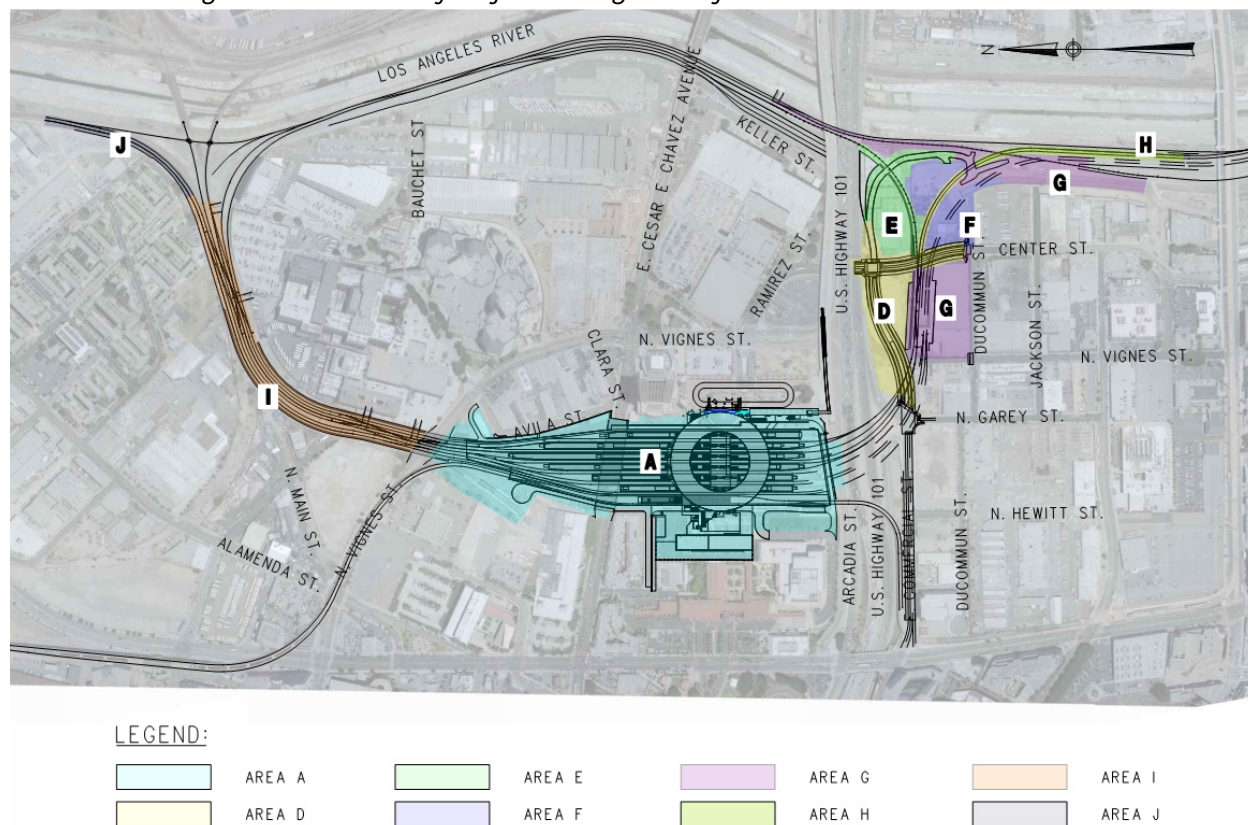 N
LOS ANGELES RIVER
J
BAUCHET ST
E.CESAR E CHAVEZ AVENUE
KELLER ST.
H
G
U.S. HIGHWAY 101
E
F
CENTER ST.
RAMIREZ ST.
D
G
DUCOMMUN ST.
JACKSON ST.
N. VIGNES ST.
N. VIGNES ST.
CLARA ST.
I
AVILA ST.
N. GAREY ST.
A
N. MAIN ST.
N. VIGNES ST.
ALAMENDA ST.
ARCADIA ST.
U.S. HIGHWAY 101
COMMERCIAL ST
DUCOMMUN ST.
N. HEWITT ST.
LEGEND:
AREA A
AREA E
AREA G
AREA I
AREA D
AREA F
AREA H
AREA J